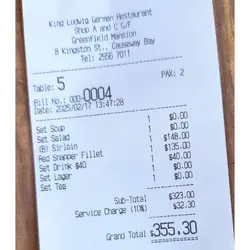 King Ludwig German Restaurant
Shop A and C G/F
Greenfield Mansion
8 Kingston St., Causeway Bay
Tel: 2996 7011
Table: 5
PAX: 2
Bill No.: 000-0004
Date: 2025/02/17 13:47:28
Set Soup 1 $0.00
Set Salad 1 $0.00
(B) Sirloin 1 $148.00
Red Snapper Fillet 1 $135.00
Set Drink $40 1 $40.00
Set Lager 1 $0.00
Set Tea 1 $0.00
Sub-Total $323.00
Service Charge (10%) $32.30
Grand Total $355.30